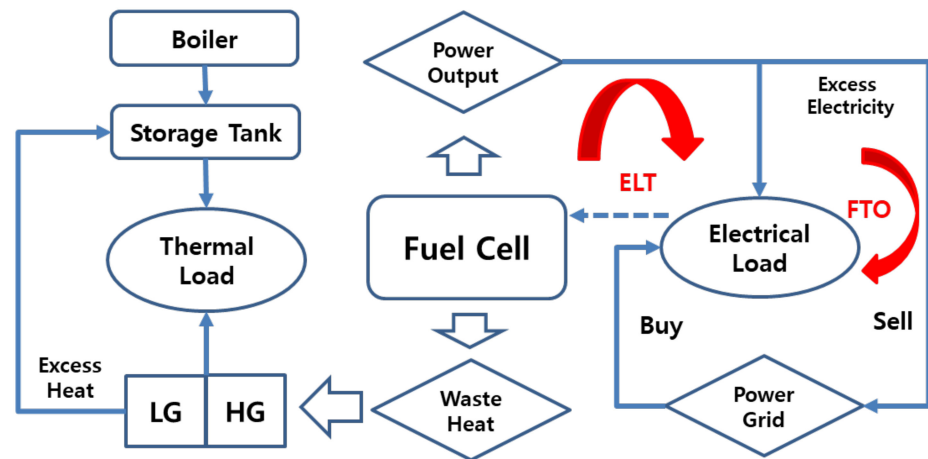 Boiler
Storage Tank
Thermal
Load
Excess
Heat
LG
HG
Power
Output
Fuel Cell
Waste
Heat
ELT
Excess
Electricity
FTO
Electrical
Load
Buy
Sell
Power
Grid